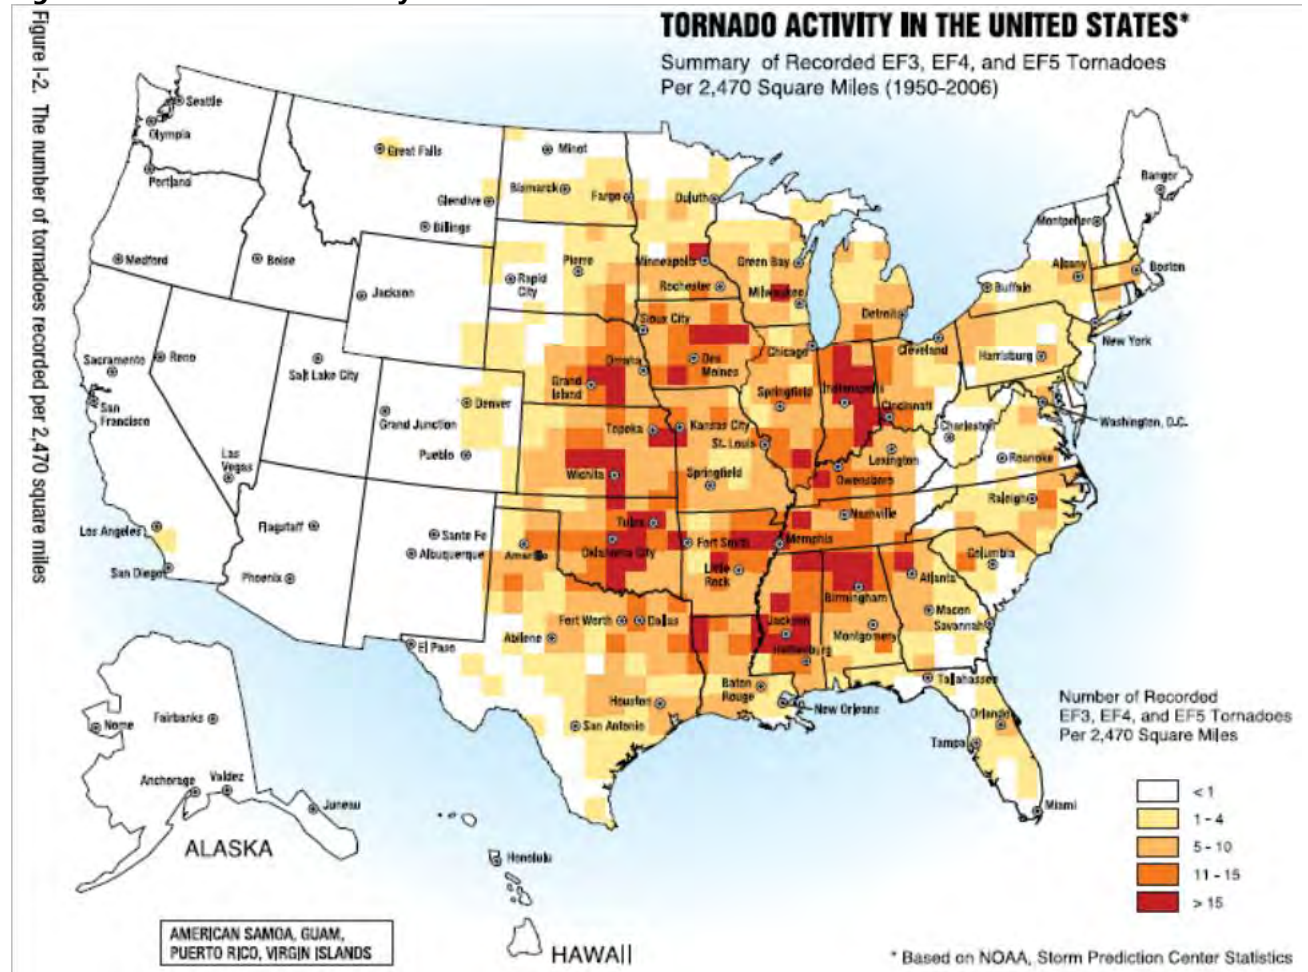 Figure I-2. The number of tornadoes recorded per 2,470 square miles
TORNADO ACTIVITY IN THE UNITED STATES*
Summary of Recorded EF3, EF4, and EF5 Tornadoes
Per 2,470 Square Miles (1950-2006)
Seattle
Olympia
Portland
Medford
Boise
Great Falls
Glendive
Billings
Jackson
Minot
Bismarck
Fargo
Duluth
Pierre
Rapid
City
Minneapolis
Rochester
Green Bay
Milwaukee
Detroit
Bangor
Montpelier
Albany
Boston
Buffalo
New York
Harrisburg
Cleveland
Washington, D.C.
Sacramento
Reno
San
Francisco
Salt Lake City
Las
Vegas
Los Angeles
San Diego
Flagstaff
Phoenix
Grand Junction
Denver
Pueblo
Sante Fe
Albuquerque
El Paso
Sioux City
Omaha
Des
Moines
Grand
Island
Chicago
Springfield
Indianapolis
Cincinnati
Charleston
Topeka
Kansas City
St. Louis
Wichita
Springfield
Lexington
Owensboro
Roanoke
Raleigh
Nashville
Tulsa
Oklahoma City
Amarillo
Fort Smith
Memphis
Little
Rock
Columbia
Atlanta
Birmingham
Macon
Savannah
Montgomery
Fort Worth
Dallas
Abilene
Jackson
Hattiesburg
Baton
Rouge
New Orleans
Tallahassee
Houston
San Antonio
Orlando
Tampa
Miami
Nome
Fairbanks
Anchorage
Valdez
Juneau
ALASKA
Honolulu
HAWAII
AMERICAN SAMOA, GUAM,
PUERTO RICO, VIRGIN ISLANDS
Number of Recorded
EF3, EF4, and EF5 Tornadoes
Per 2,470 Square Miles
< 1
1 - 4
5 - 10
11 - 15
> 15
* Based on NOAA, Storm Prediction Center Statistics